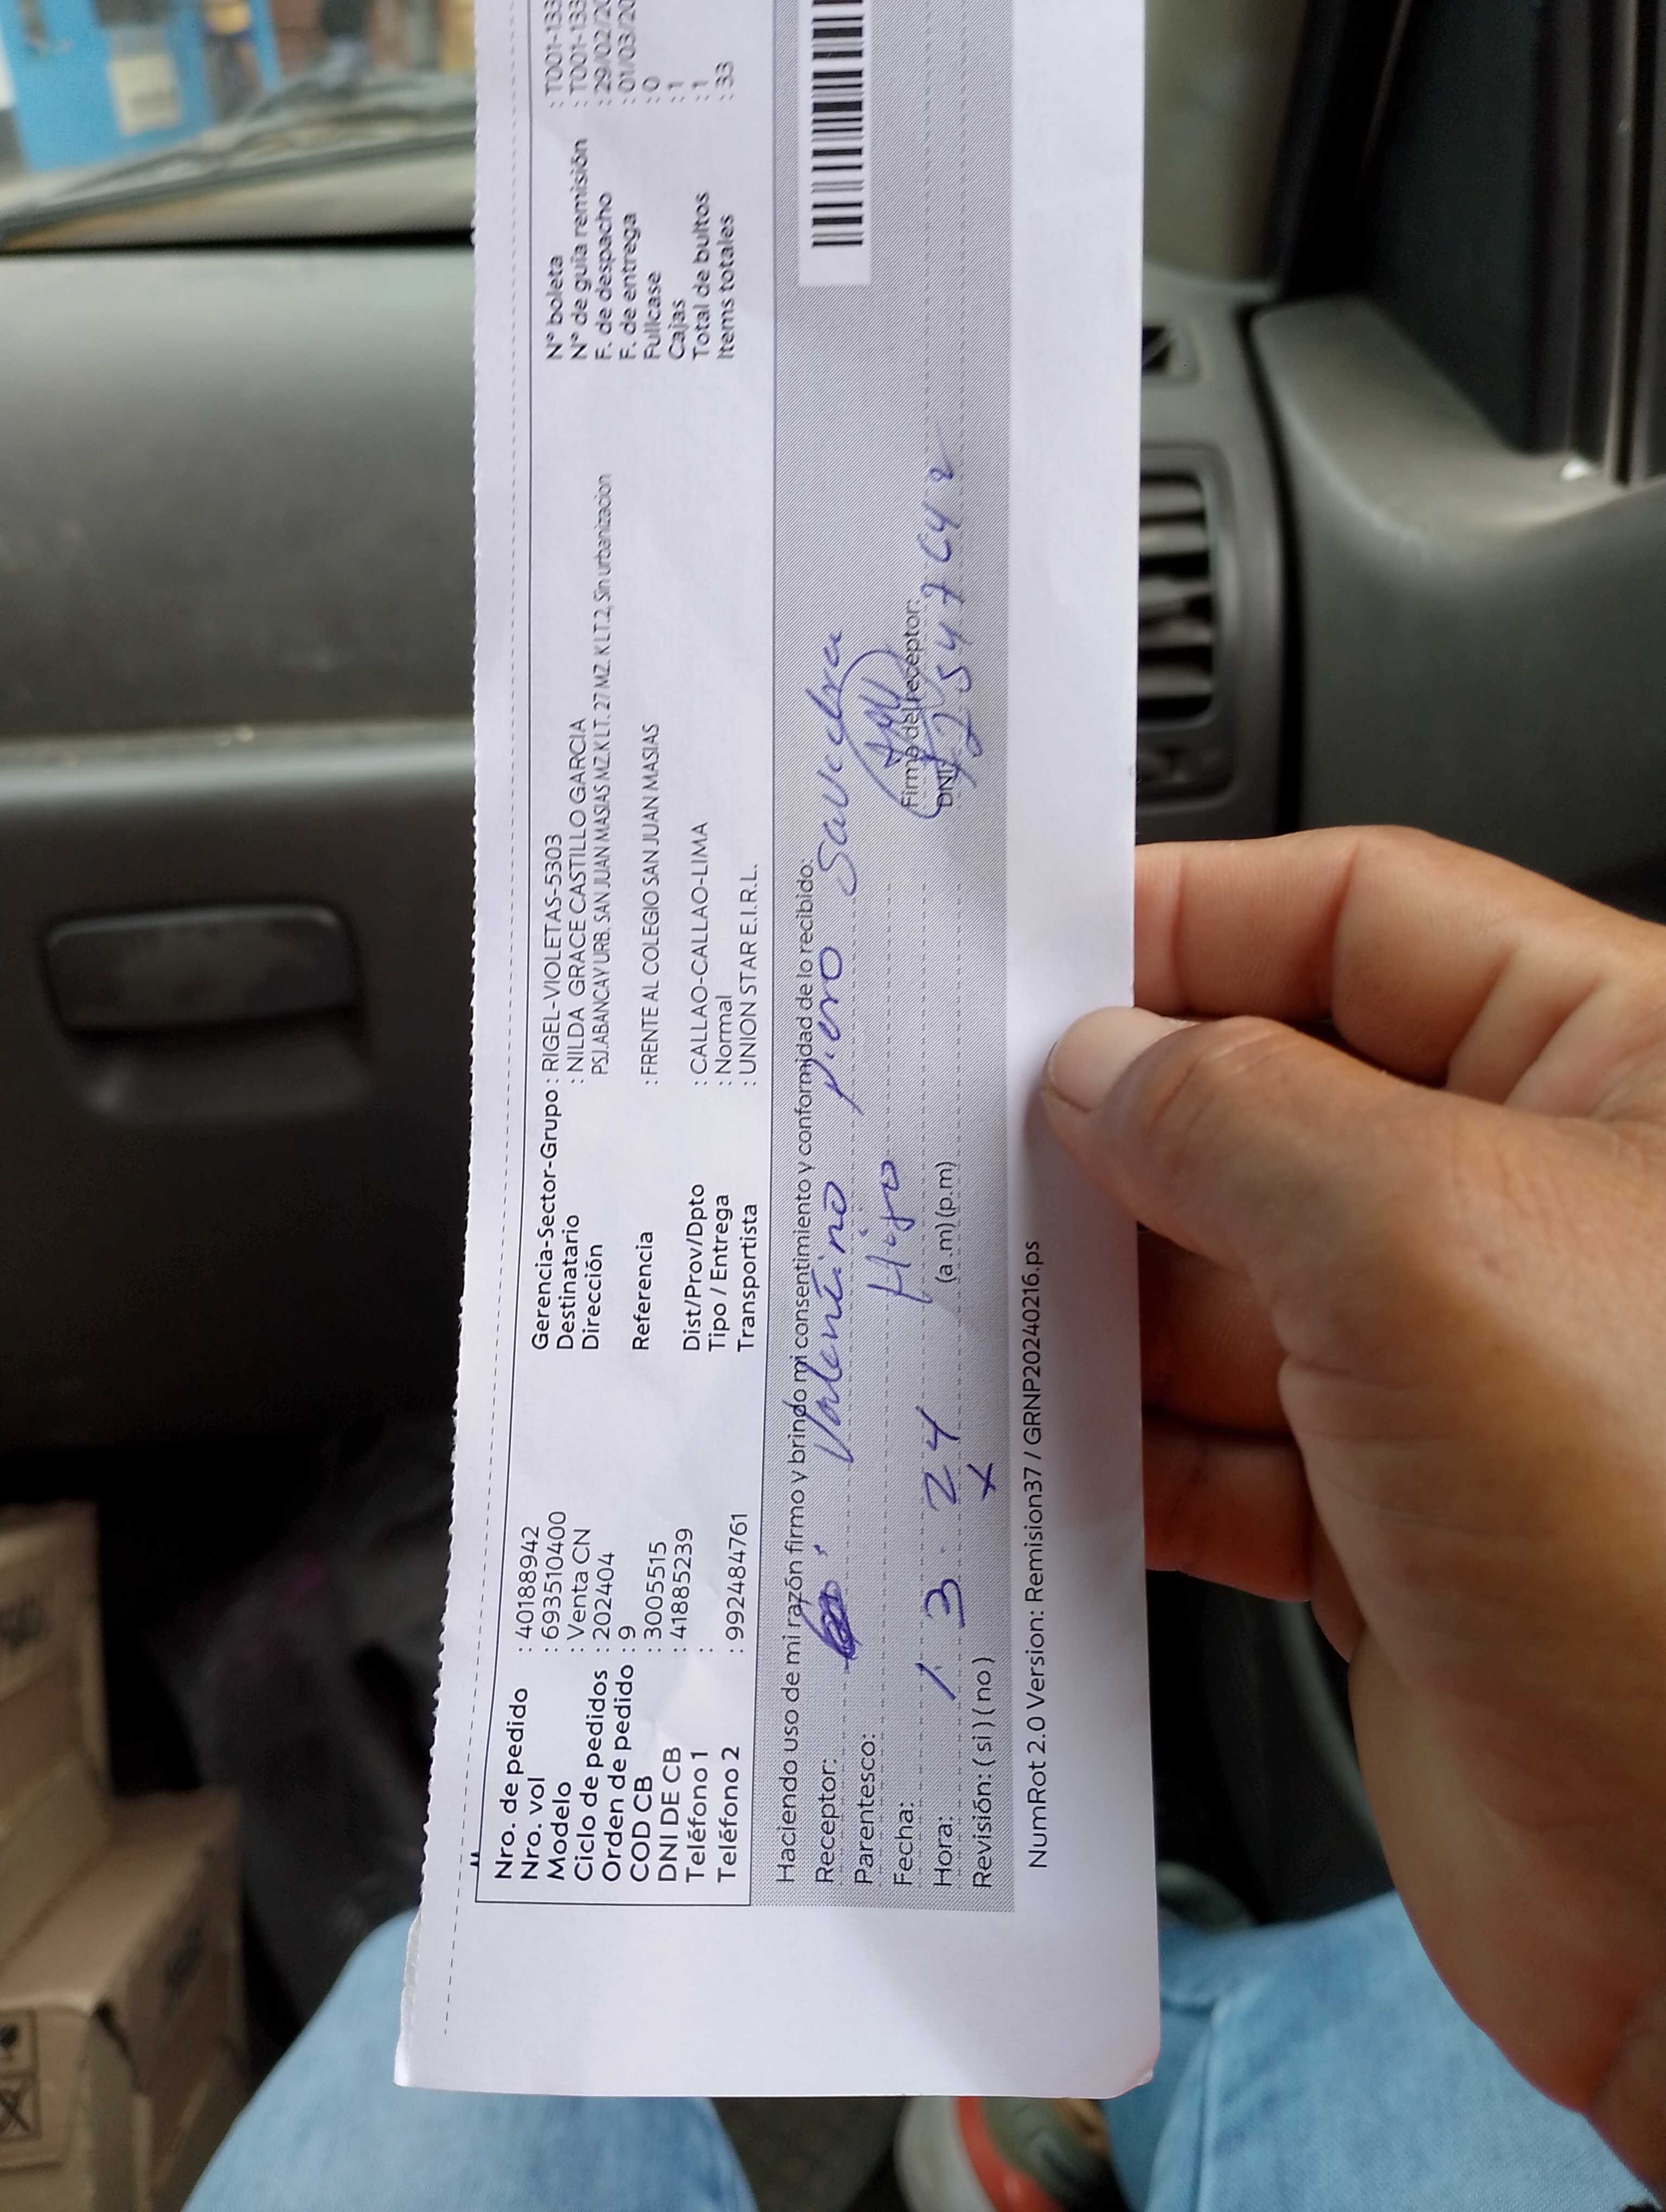 Nro. de pedido : 40188942
Nro. vol : 693510400
Modelo : Venta CN
Ciclo de pedidos : 202404
Orden de pedido : 9
COD CB : 3005515
DNI DE CB : 41885239
Teléfono 1 :
Teléfono 2 : 992484761
Gerencia-Sector-Grupo : RIGEL-VIOLETAS-5303
Destinatario : NILDA GRACE CASTILLO GARCIA
Dirección PSJ.ABANCAY URB. SAN JUAN MASIAS MZ.K LT. 27 MZ. K LT.2, Sin urbanizacion
Referencia : FRENTE AL COLEGIO SAN JUAN MASIAS
Dist/Prov/Dpto : CALLAO-CALLAO-LIMA
Tipo / Entrega : Normal
Transportista : UNION STAR E.I.R.L.
N° boleta : T001-133
N° de guía remisión : T001-133
F. de despacho : 29/02/20
F. de entrega : 01/03/20
Fullcase : 0
Cajas : 1
Total de bultos : 1
Items totales : 33
Haciendo uso de mi razón firmo y brindo mi consentimiento y conformidad de lo recibido:
Receptor: Valentino Piero Saavedra
Parentesco: Hijo
Fecha: 1 3 24
Firma del receptor:
Hora: (a.m) (p.m)
DNI:
Revisión: ( si ) ( no ) x
NumRot 2.0 Version: Remision37 / GRNP20240216.ps